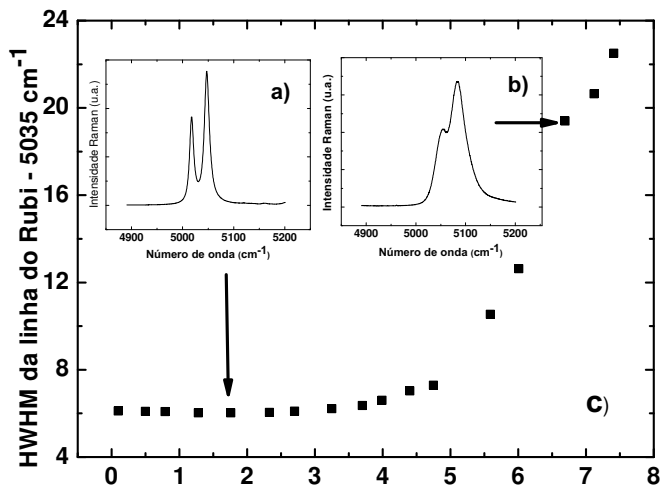 HWHM da linha do Rubi - 5035 cm-1
24
20
16
12
8
4
0 1 2 3 4 5 6 7 8
a)
Intensidade Raman (u.a.)
4900 5000 5100 5200
Número de onda (cm-1)
b)
Intensidade Raman (u.a.)
4900 5000 5100 5200
Número de onda (cm-1)
c)